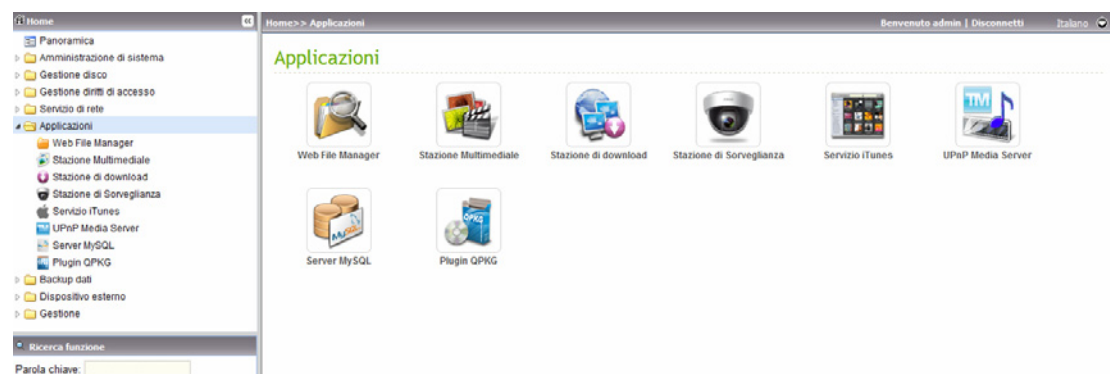 Home
Panoramica
Amministrazione di sistema
Gestione disco
Gestione diritti di accesso
Servizio di rete
Applicazioni
Web File Manager
Stazione Multimediale
Stazione di download
Stazione di Sorveglianza
Servizio iTunes
UPnP Media Server
Server MySQL
Plugin QPKG
Backup dati
Dispositivo esterno
Gestione
Ricerca funzione
Parola chiave:
Home>> Applicazioni
Benvenuto admin | Disconnetti
Italiano
Applicazioni
TM
Web File Manager
Stazione Multimediale
Stazione di download
Stazione di Sorveglianza
Servizio iTunes
UPnP Media Server
MySQL
QPKG
Server MySQL
Plugin QPKG